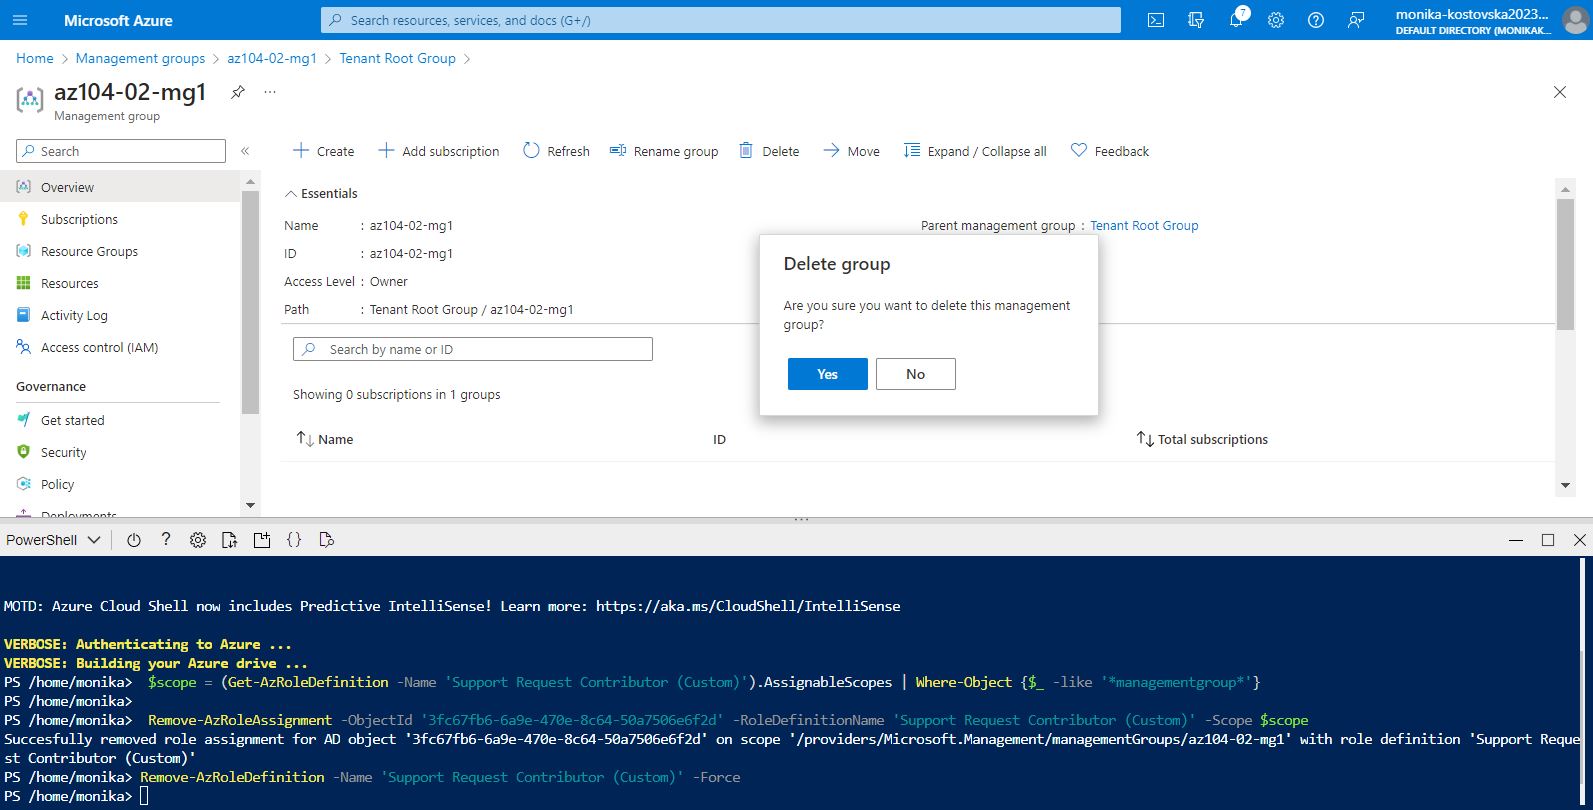 Microsoft Azure
Search resources, services, and docs (G+/)
7
monika-kostovska2023...
DEFAULT DIRECTORY (MONIKAK...
Home > Management groups > az104-02-mg1 > Tenant Root Group >
az104-02-mg1 ...
Management group
Search «
Create Add subscription Refresh Rename group Delete Move Expand / Collapse all Feedback
Overview
Subscriptions
Resource Groups
Resources
Activity Log
Access control (IAM)
Governance
Get started
Security
Policy
Deployments
Essentials
Name : az104-02-mg1
Parent management group : Tenant Root Group
ID : az104-02-mg1
Access Level : Owner
Path : Tenant Root Group / az104-02-mg1
Search by name or ID
Showing 0 subscriptions in 1 groups
Name ID Total subscriptions
Delete group
Are you sure you want to delete this management
group?
Yes No
PowerShell ? {}
MOTD: Azure Cloud Shell now includes Predictive IntelliSense! Learn more: https://aka.ms/CloudShell/IntelliSense
VERBOSE: Authenticating to Azure ...
VERBOSE: Building your Azure drive ...
PS /home/monika>  $scope = (Get-AzRoleDefinition -Name 'Support Request Contributor (Custom)').AssignableScopes | Where-Object {$_ -like '*managementgroup*'}
PS /home/monika>
PS /home/monika>  Remove-AzRoleAssignment -ObjectId '3fc67fb6-6a9e-470e-8c64-50a7506e6f2d' -RoleDefinitionName 'Support Request Contributor (Custom)' -Scope $scope
Succesfully removed role assignment for AD object '3fc67fb6-6a9e-470e-8c64-50a7506e6f2d' on scope '/providers/Microsoft.Management/managementGroups/az104-02-mg1' with role definition 'Support Reque
st Contributor (Custom)'
PS /home/monika> Remove-AzRoleDefinition -Name 'Support Request Contributor (Custom)' -Force
PS /home/monika>